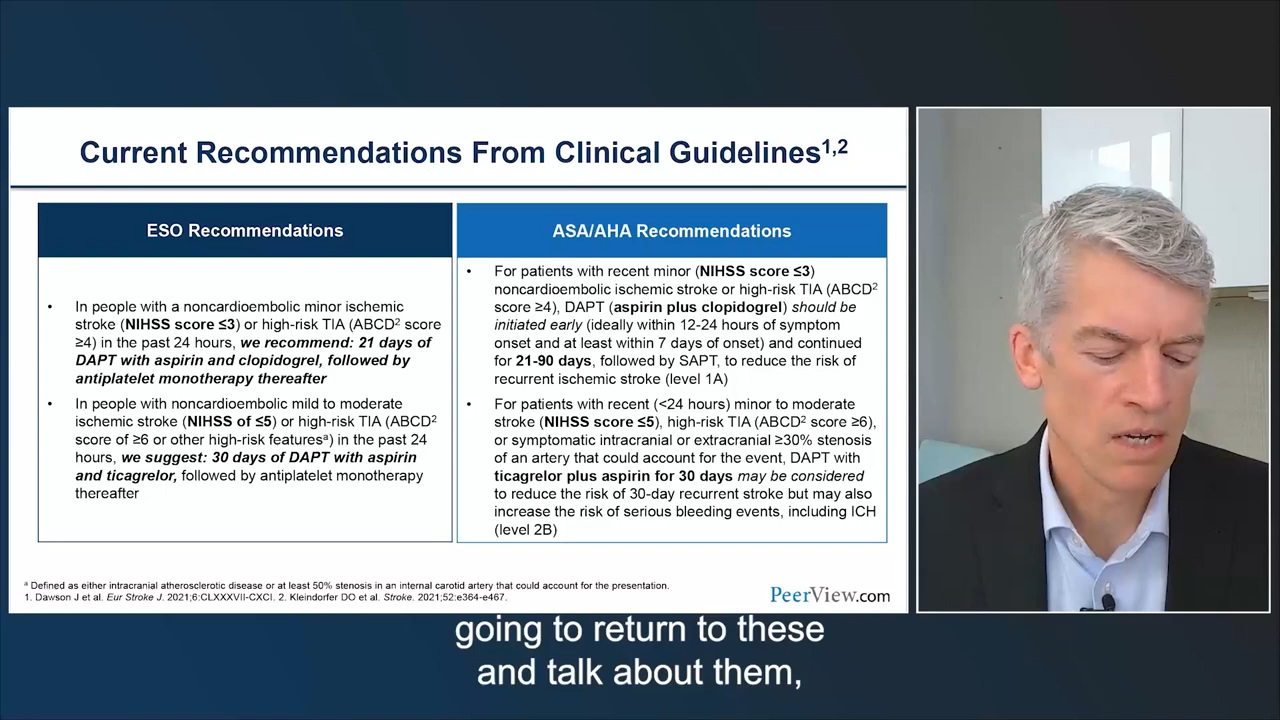 Current Recommendations From Clinical Guidelines1,2
ESO Recommendations
• In people with a noncardioembolic minor ischemic
stroke (NIHSS score ≤3) or high-risk TIA (ABCD2 score
≥4) in the past 24 hours, we recommend: 21 days of
DAPT with aspirin and clopidogrel, followed by
antiplatelet monotherapy thereafter
• In people with noncardioembolic mild to moderate
ischemic stroke (NIHSS of ≤5) or high-risk TIA (ABCD2
score of ≥6 or other high-risk featuresa) in the past 24
hours, we suggest: 30 days of DAPT with aspirin
and ticagrelor, followed by antiplatelet monotherapy
thereafter
ASA/AHA Recommendations
• For patients with recent minor (NIHSS score ≤3)
noncardioembolic ischemic stroke or high-risk TIA (ABCD2
score ≥4), DAPT (aspirin plus clopidogrel) should be
initiated early (ideally within 12-24 hours of symptom
onset and at least within 7 days of onset) and continued
for 21-90 days, followed by SAPT, to reduce the risk of
recurrent ischemic stroke (level 1A)
• For patients with recent (<24 hours) minor to moderate
stroke (NIHSS score ≤5), high-risk TIA (ABCD2 score ≥6),
or symptomatic intracranial or extracranial ≥30% stenosis
of an artery that could account for the event, DAPT with
ticagrelor plus aspirin for 30 days may be considered
to reduce the risk of 30-day recurrent stroke but may also
increase the risk of serious bleeding events, including ICH
(level 2B)
a Defined as either intracranial atherosclerotic disease or at least 50% stenosis in an internal carotid artery that could account for the presentation.
1. Dawson J et al. Eur Stroke J. 2021;6:CLXXXVII-CXCI. 2. Kleindorfer DO et al. Stroke. 2021;52:e364-e467.
PeerView.com
going to return to these
and talk about them,